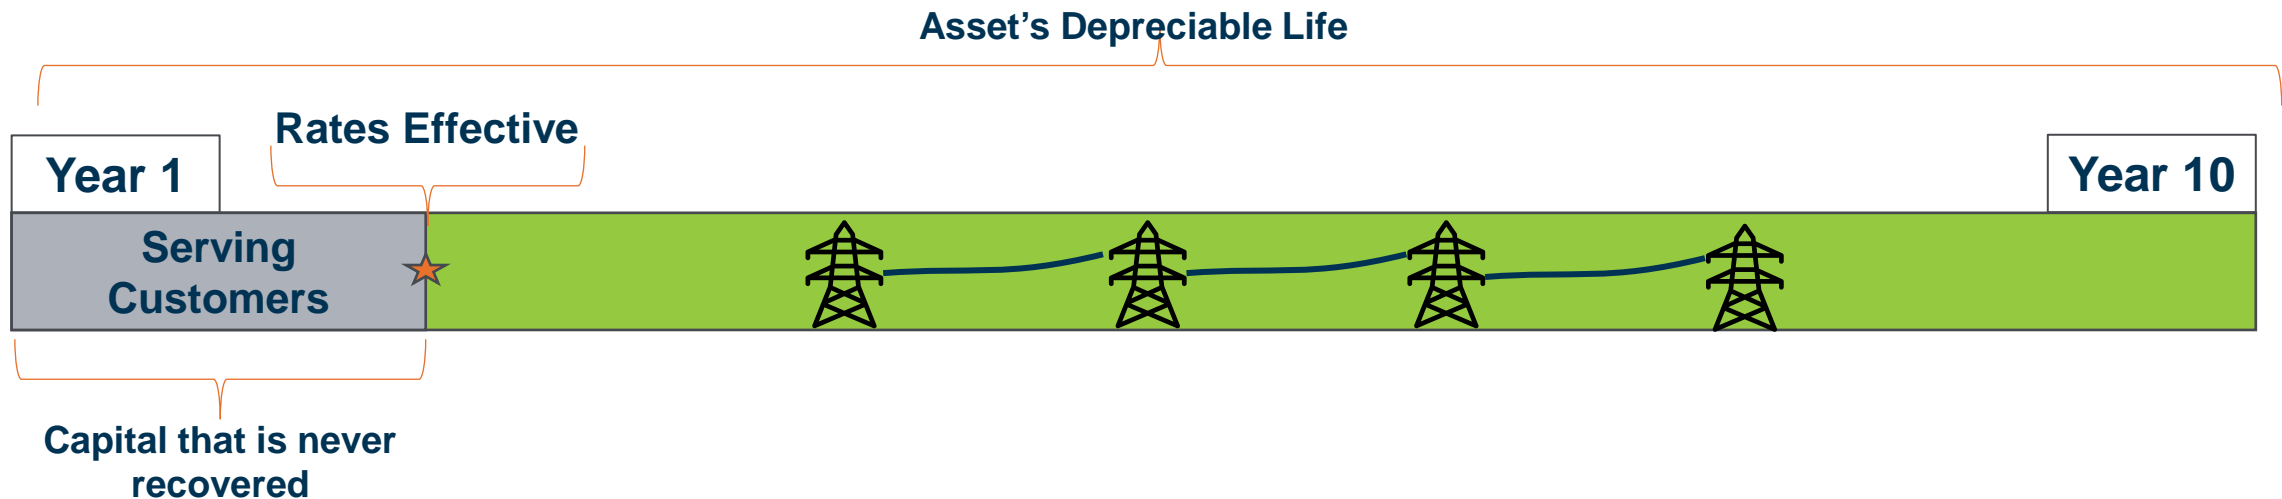 Asset’s Depreciable Life
Rates Effective
Year 1
Year 10
Serving
Customers
Capital that is never
recovered